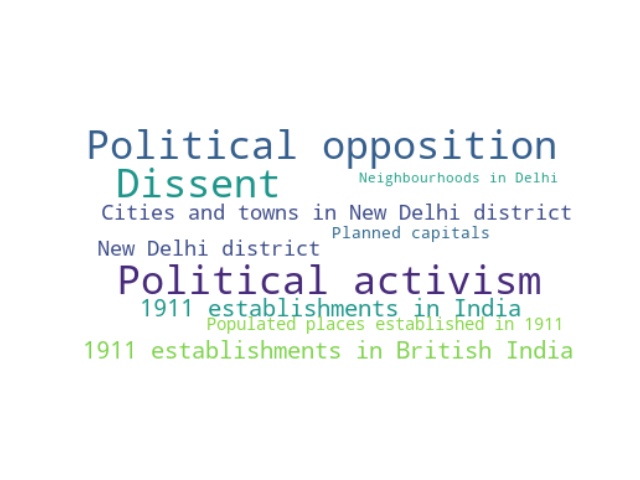 Political opposition
Dissent
Neighbourhoods in Delhi
Cities and towns in New Delhi district
Planned capitals
New Delhi district
Political activism
1911 establishments in India
Populated places established in 1911
1911 establishments in British India